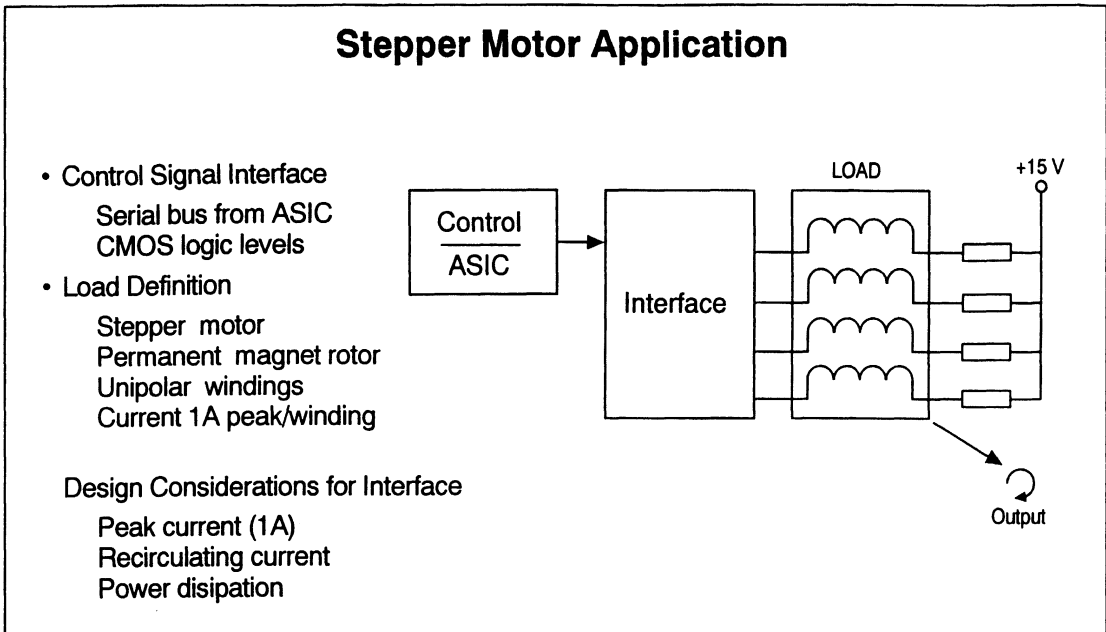 Stepper Motor Application
• Control Signal Interface
Serial bus from ASIC
CMOS logic levels
• Load Definition
Stepper motor
Permanent magnet rotor
Unipolar windings
Current 1A peak/winding
Design Considerations for Interface
Peak current (1A)
Recirculating current
Power disipation
Control
ASIC
Interface
LOAD
+15 V
Output